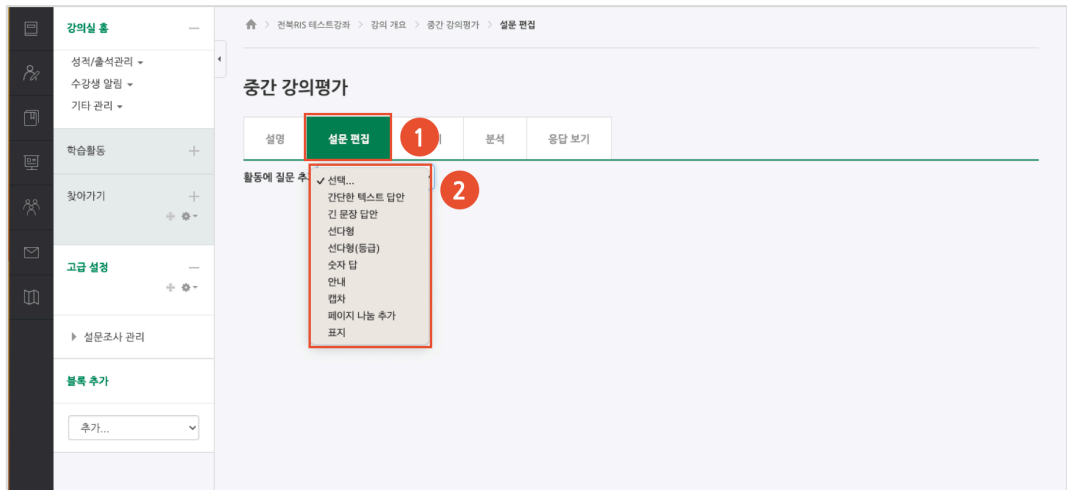 강의실 홈
성적/출석관리
수강생 알림
기타 관리
학습활동
찾아가기
고급 설정
설문조사 관리
블록 추가
추가...
전북RIS 테스트강좌 > 강의 개요 > 중간 강의평가 > 설문 편집
중간 강의평가
설명 설문 편집 1 분석 응답 보기
활동에 질문 추
2
✓ 선택...
간단한 텍스트 답안
긴 문장 답안
선다형
선다형(등급)
숫자 답
안내
캡차
페이지 나눔 추가
표지